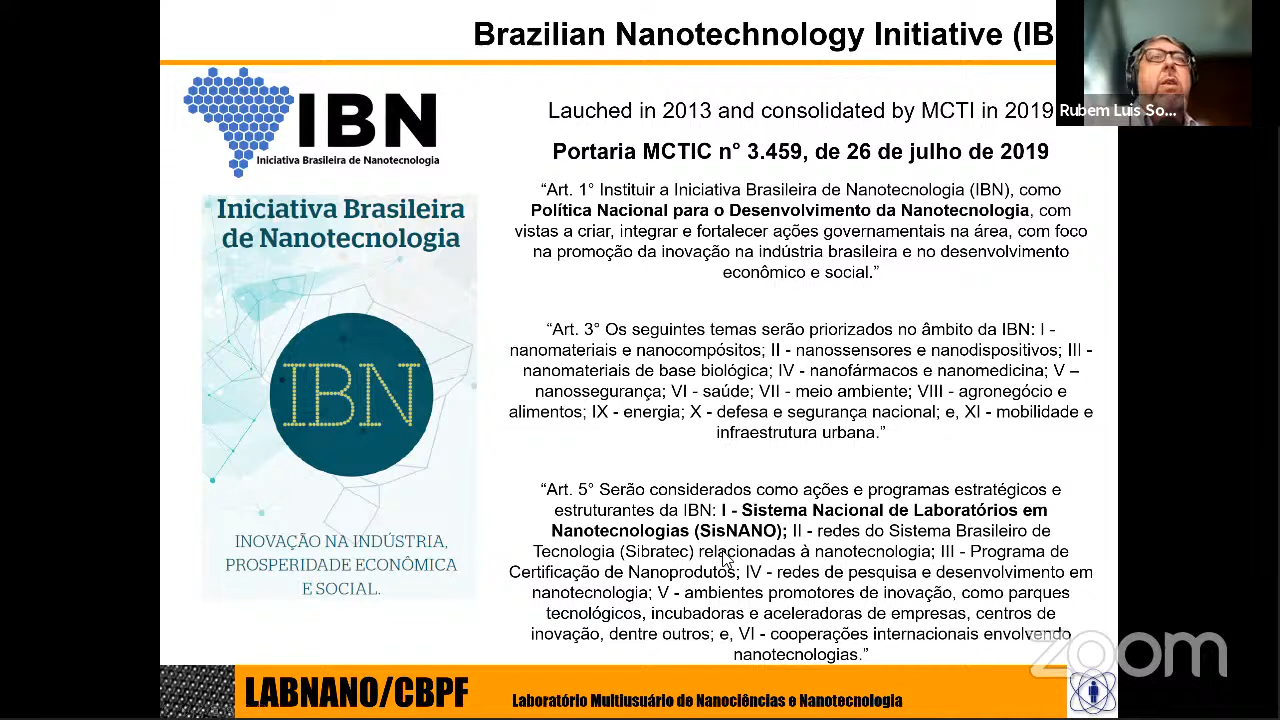 Brazilian Nanotechnology Initiative (IB
Rubem Luis So...
IBN
Iniciativa Brasileira de Nanotecnologia
Iniciativa Brasileira
de Nanotecnologia
IBN
INOVAÇÃO NA INDÚSTRIA,
PROSPERIDADE ECONÔMICA
E SOCIAL.
Lauched in 2013 and consolidated by MCTI in 2019
Portaria MCTIC n° 3.459, de 26 de julho de 2019
“Art. 1° Instituir a Iniciativa Brasileira de Nanotecnologia (IBN), como
Política Nacional para o Desenvolvimento da Nanotecnologia, com
vistas a criar, integrar e fortalecer ações governamentais na área, com foco
na promoção da inovação na indústria brasileira e no desenvolvimento
econômico e social.”
“Art. 3° Os seguintes temas serão priorizados no âmbito da IBN: I -
nanomateriais e nanocompósitos; II - nanossensores e nanodispositivos; III -
nanomateriais de base biológica; IV - nanofármacos e nanomedicina; V –
nanossegurança; VI - saúde; VII - meio ambiente; VIII - agronegócio e
alimentos; IX - energia; X - defesa e segurança nacional; e, XI - mobilidade e
infraestrutura urbana.”
“Art. 5° Serão considerados como ações e programas estratégicos e
estruturantes da IBN: I - Sistema Nacional de Laboratórios em
Nanotecnologias (SisNANO); II - redes do Sistema Brasileiro de
Tecnologia (Sibratec) relacionadas à nanotecnologia; III - Programa de
Certificação de Nanoprodutos; IV - redes de pesquisa e desenvolvimento em
nanotecnologia; V - ambientes promotores de inovação, como parques
tecnológicos, incubadoras e aceleradoras de empresas, centros de
inovação, dentre outros; e, VI - cooperações internacionais envolvendo
nanotecnologias.”
zoom
LABNANO/CBPF
Laboratório Multiusuário de Nanociências e Nanotecnologia